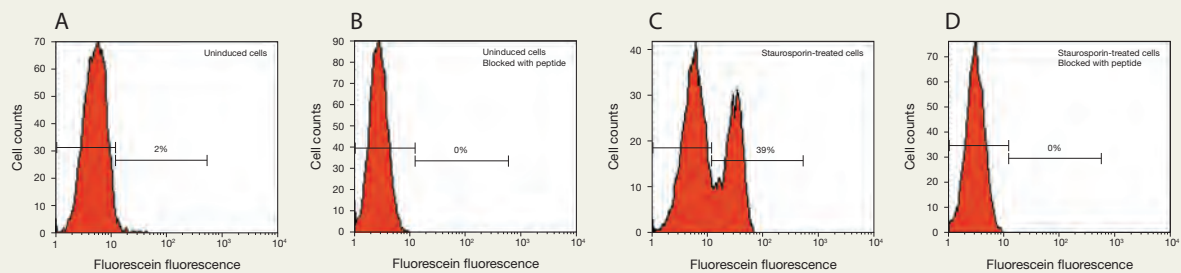 A
Uninduced cells
2%
Cell counts
70
60
50
40
30
20
10
0
1 10 10² 10³ 10⁴
Fluorescein fluorescence
B
Uninduced cells
Blocked with peptide
0%
Cell counts
90
80
70
60
50
40
30
20
10
0
1 10 10² 10³ 10⁴
Fluorescein fluorescence
C
Staurosporin-treated cells
39%
Cell counts
40
30
20
10
0
1 10 10² 10³ 10⁴
Fluorescein fluorescence
D
Staurosporin-treated cells
Blocked with peptide
0%
Cell counts
70
60
50
40
30
20
10
0
1 10 10² 10³ 10⁴
Fluorescein fluorescence